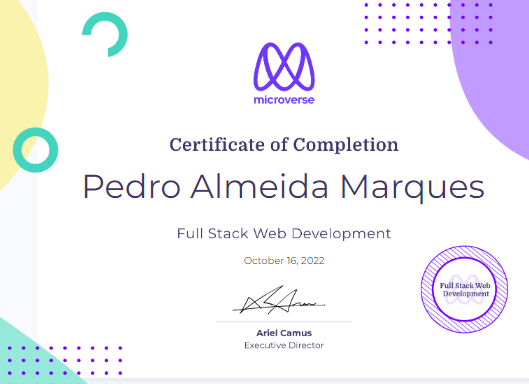 microverse
Certificate of Completion
Pedro Almeida Marques
Full Stack Web Development
October 16, 2022
Full Stack Web
Development
Ariel Camus
Executive Director